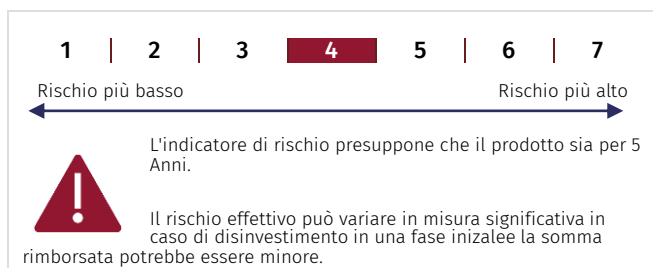 1 2 3 4 5 6 7
Rischio più basso Rischio più alto
L'indicatore di rischio presuppone che il prodotto sia per 5
Anni.
Il rischio effettivo può variare in misura significativa in
caso di disinvestimento in una fase inizalee la somma
rimborsata potrebbe essere minore.